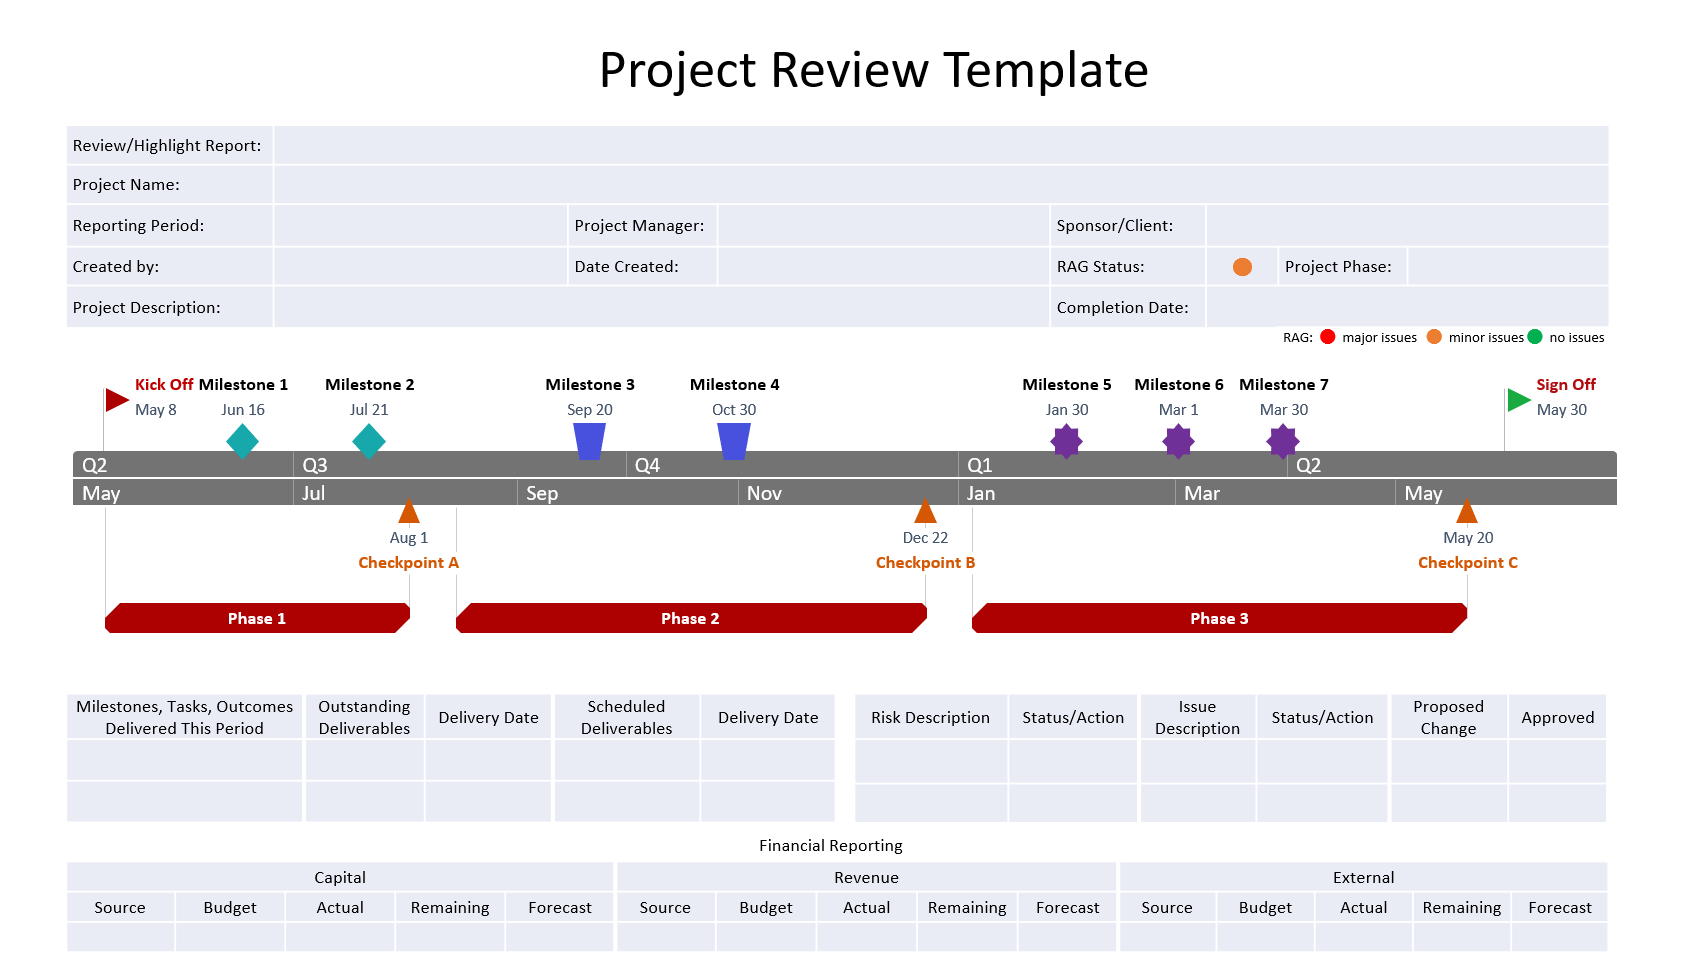 Project Review Template
Review/Highlight Report:
Project Name:
Reporting Period:
Project Manager:
Sponsor/Client:
Created by:
Date Created:
RAG Status:
Project Phase:
Project Description:
Completion Date:
RAG: major issues minor issues no issues
Kick Off Milestone 1 Milestone 2 Milestone 3 Milestone 4 Milestone 5 Milestone 6 Milestone 7 Sign Off
May 8 Jun 16 Jul 21 Sep 20 Oct 30 Jan 30 Mar 1 Mar 30 May 30
Q2 Q3 Q4 Q1 Q2
May Jul Sep Nov Jan Mar May
Aug 1 Dec 22 May 20
Checkpoint A Checkpoint B Checkpoint C
Phase 1 Phase 2 Phase 3
Milestones, Tasks, Outcomes
Delivered This Period
Outstanding
Deliverables
Delivery Date
Scheduled
Deliverables
Delivery Date
Risk Description
Status/Action
Issue
Description
Status/Action
Proposed
Change
Approved
Financial Reporting
Capital Revenue External
Source Budget Actual Remaining Forecast Source Budget Actual Remaining Forecast Source Budget Actual Remaining Forecast